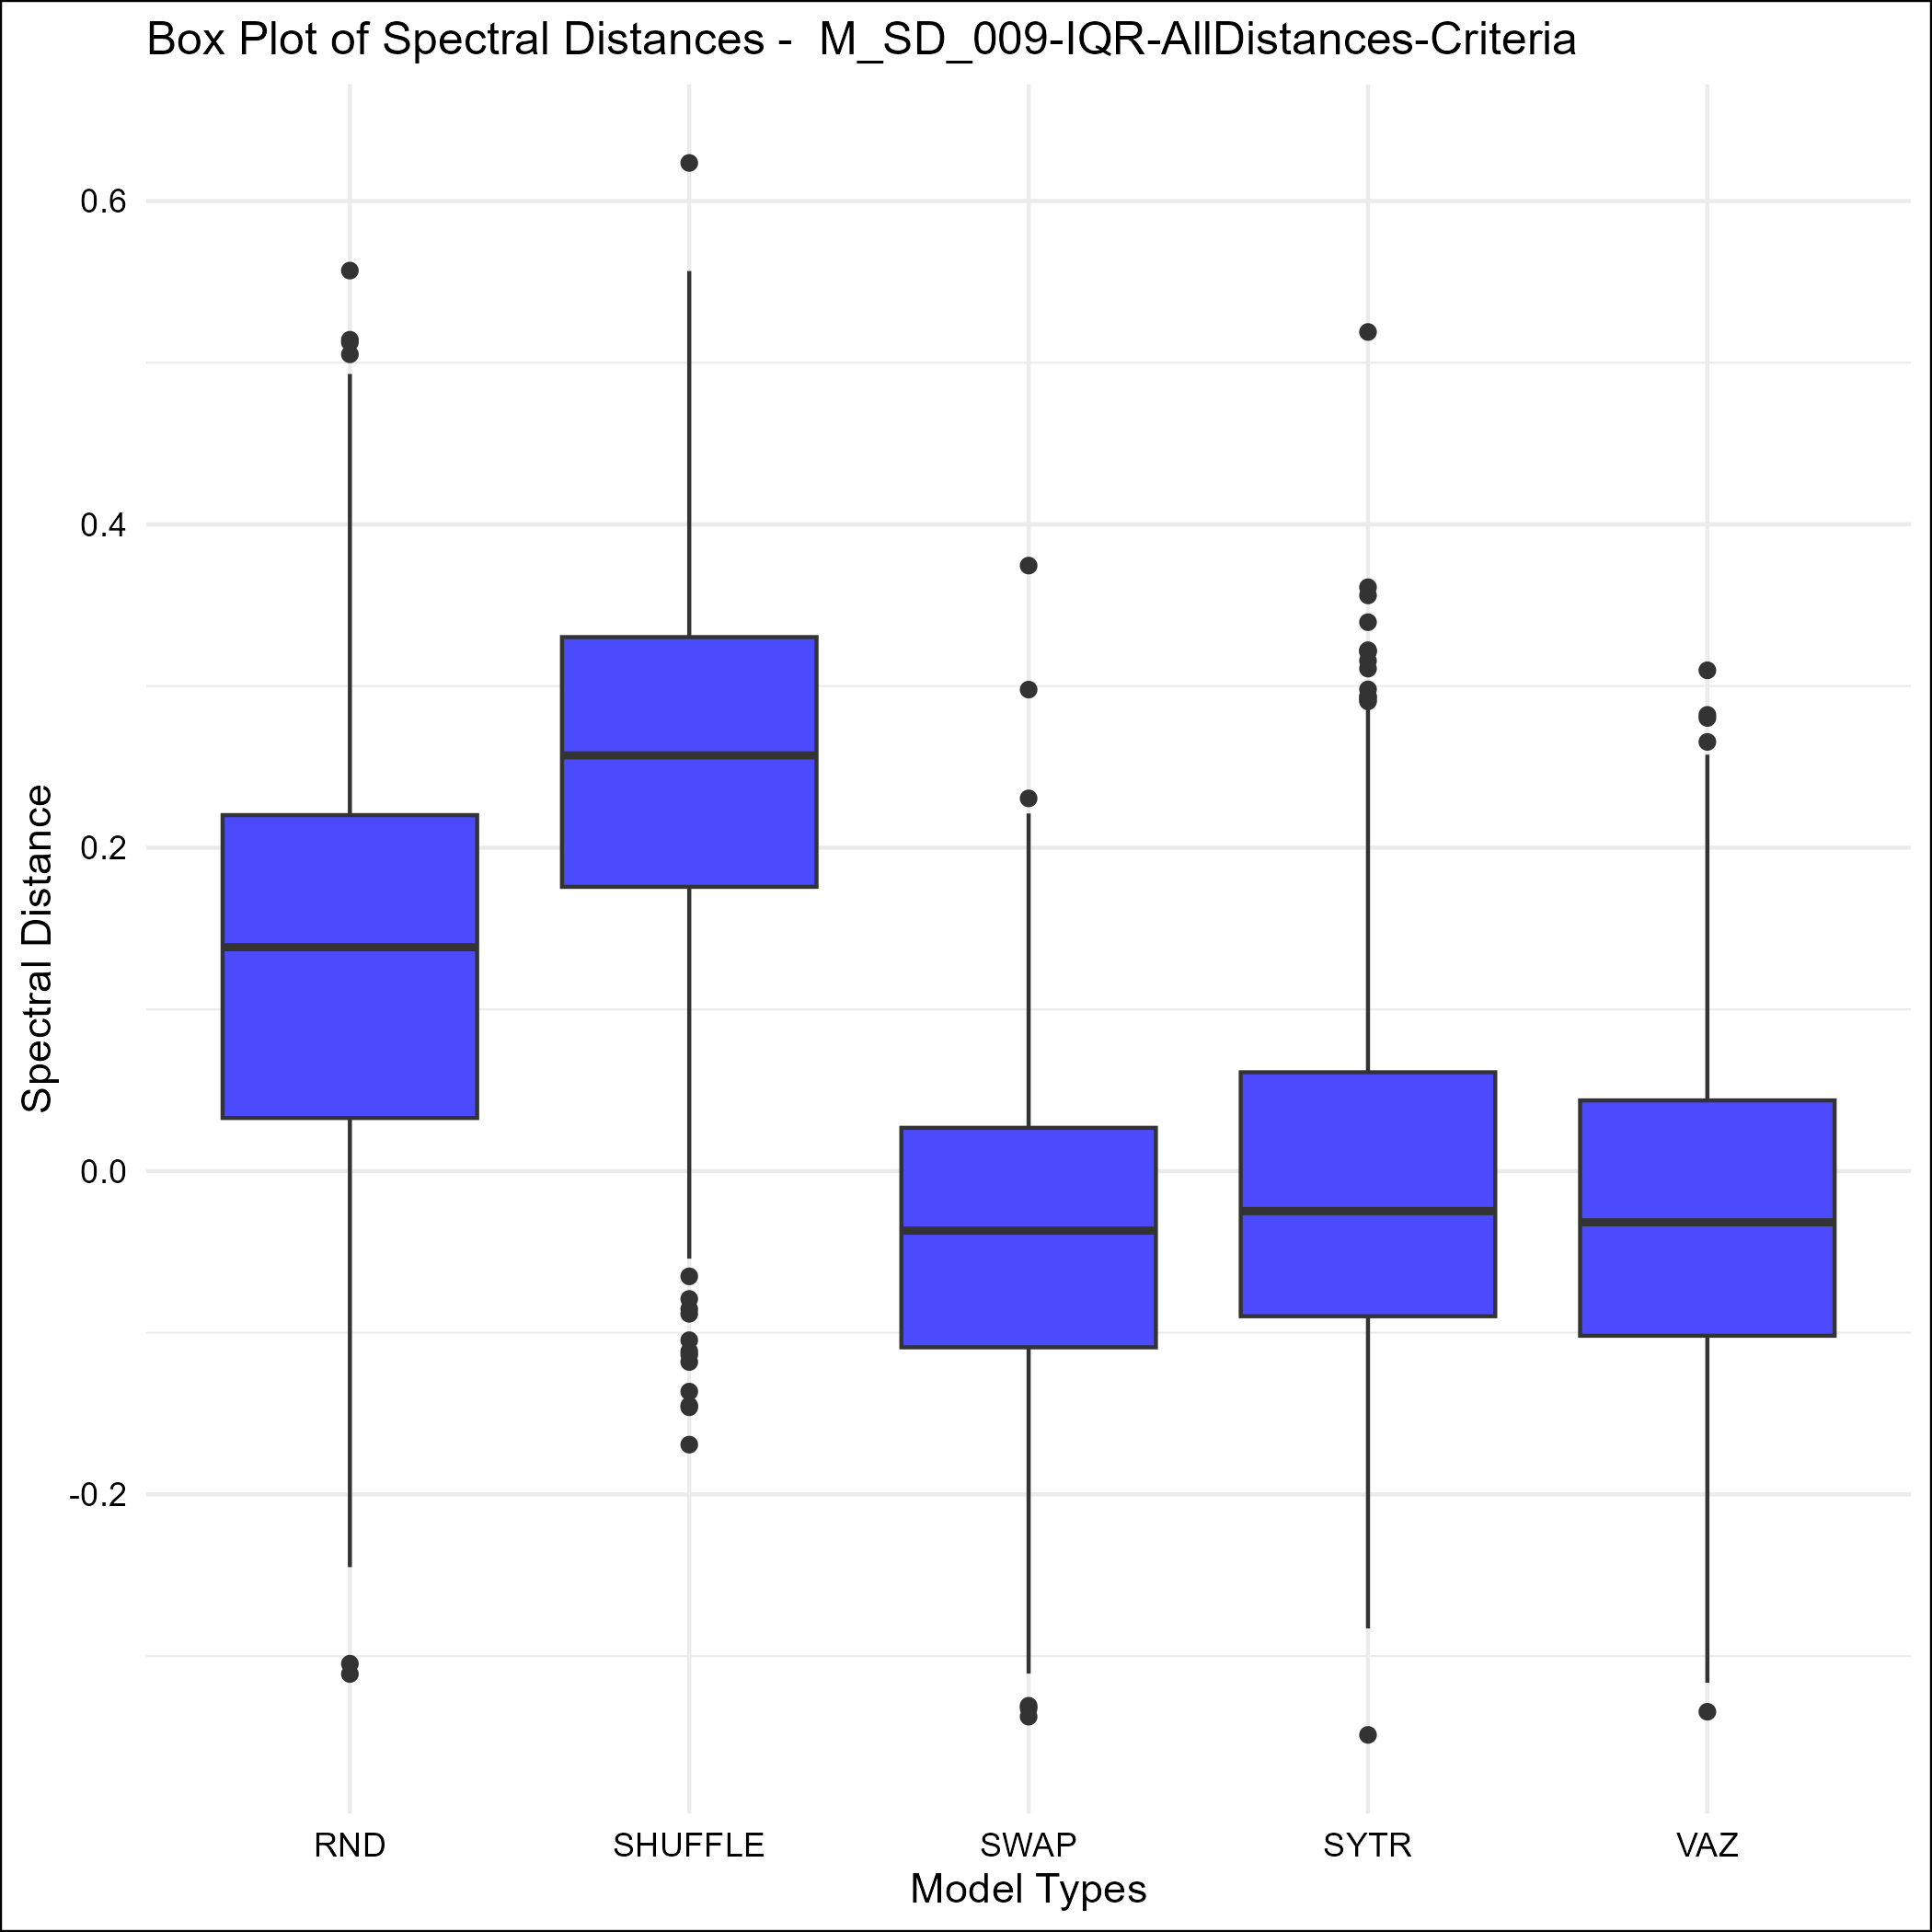 Box Plot of Spectral Distances -  M_SD_009-IQR-AllDistances-Criteria
Spectral Distance
0.6
0.4
0.2
0.0
-0.2
RND SHUFFLE SWAP SYTR VAZ
Model Types